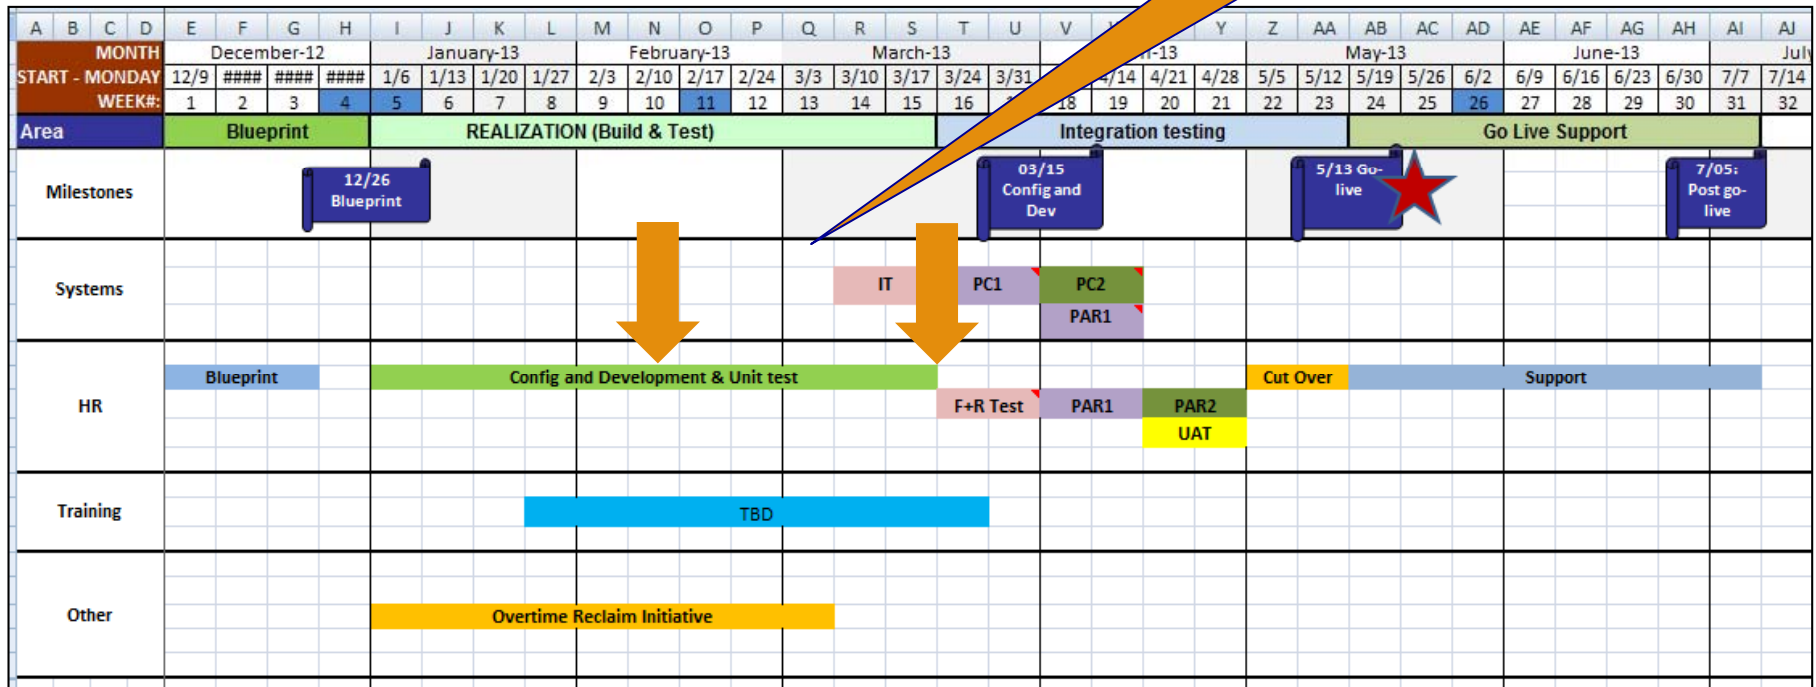 A B C D E F G H I J K L M N O P Q R S T U V Y Z AA AB AC AD AE AF AG AH AI AJ
MONTH December-12 January-13 February-13 March-13 May-13 June-13
START - MONDAY 12/9 #### #### #### 1/6 1/13 1/20 1/27 2/3 2/10 2/17 2/24 3/3 3/10 3/17 3/24 3/31 4/14 4/21 4/28 5/5 5/12 5/19 5/26 6/2 6/9 6/16 6/23 6/30 7/7 7/14
WEEK#: 1 2 3 4 5 6 7 8 9 10 11 12 13 14 15 16 18 19 20 21 22 23 24 25 26 27 28 29 30 31 32
Area Blueprint REALIZATION (Build & Test) Integration testing Go Live Support
Milestones
12/26
Blueprint
03/15
Config and
Dev
5/13 Go-
live
7/05:
Post go-
live
Systems
IT PC1 PC2
PAR1
HR
Blueprint Config and Development & Unit test Cut Over Support
F+R Test PAR1 PAR2
UAT
Training
TBD
Other
Overtime Reclaim Initiative